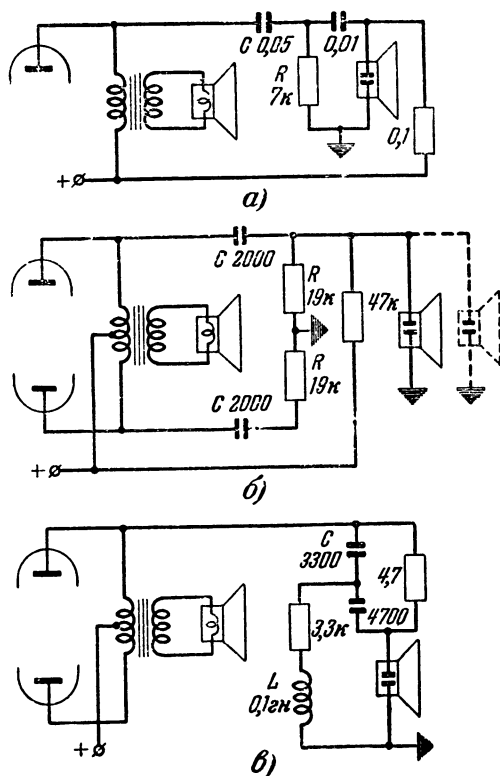 C 0,05
0,01
R
7к
0,1
+
а)
C 2000
R
19к
47к
R
19к
C 2000
+
б)
C
3300
4,7
4700
3,3к
L
0,1гн
+
в)